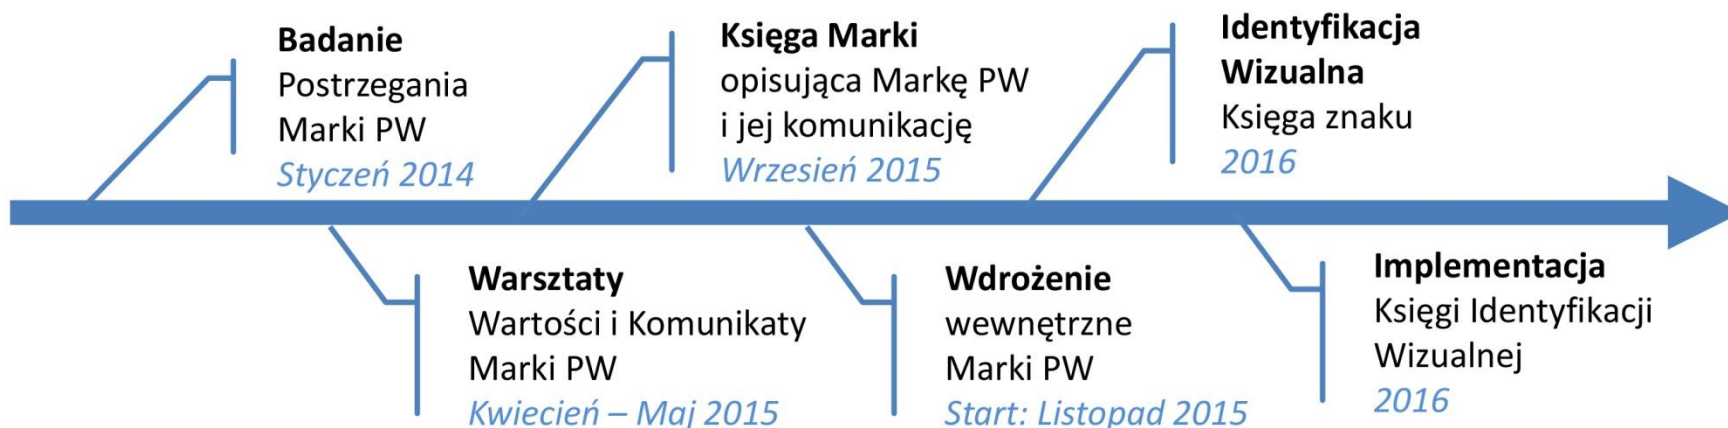 Badanie
Postrzegania
Marki PW
Styczeń 2014
Warsztaty
Wartości i Komunikaty
Marki PW
Kwiecień – Maj 2015
Księga Marki
opisująca Markę PW
i jej komunikację
Wrzesień 2015
Wdrożenie
wewnętrzne
Marki PW
Start: Listopad 2015
Identyfikacja
Wizualna
Księga znaku
2016
Implementacja
Księgi Identyfikacji
Wizualnej
2016